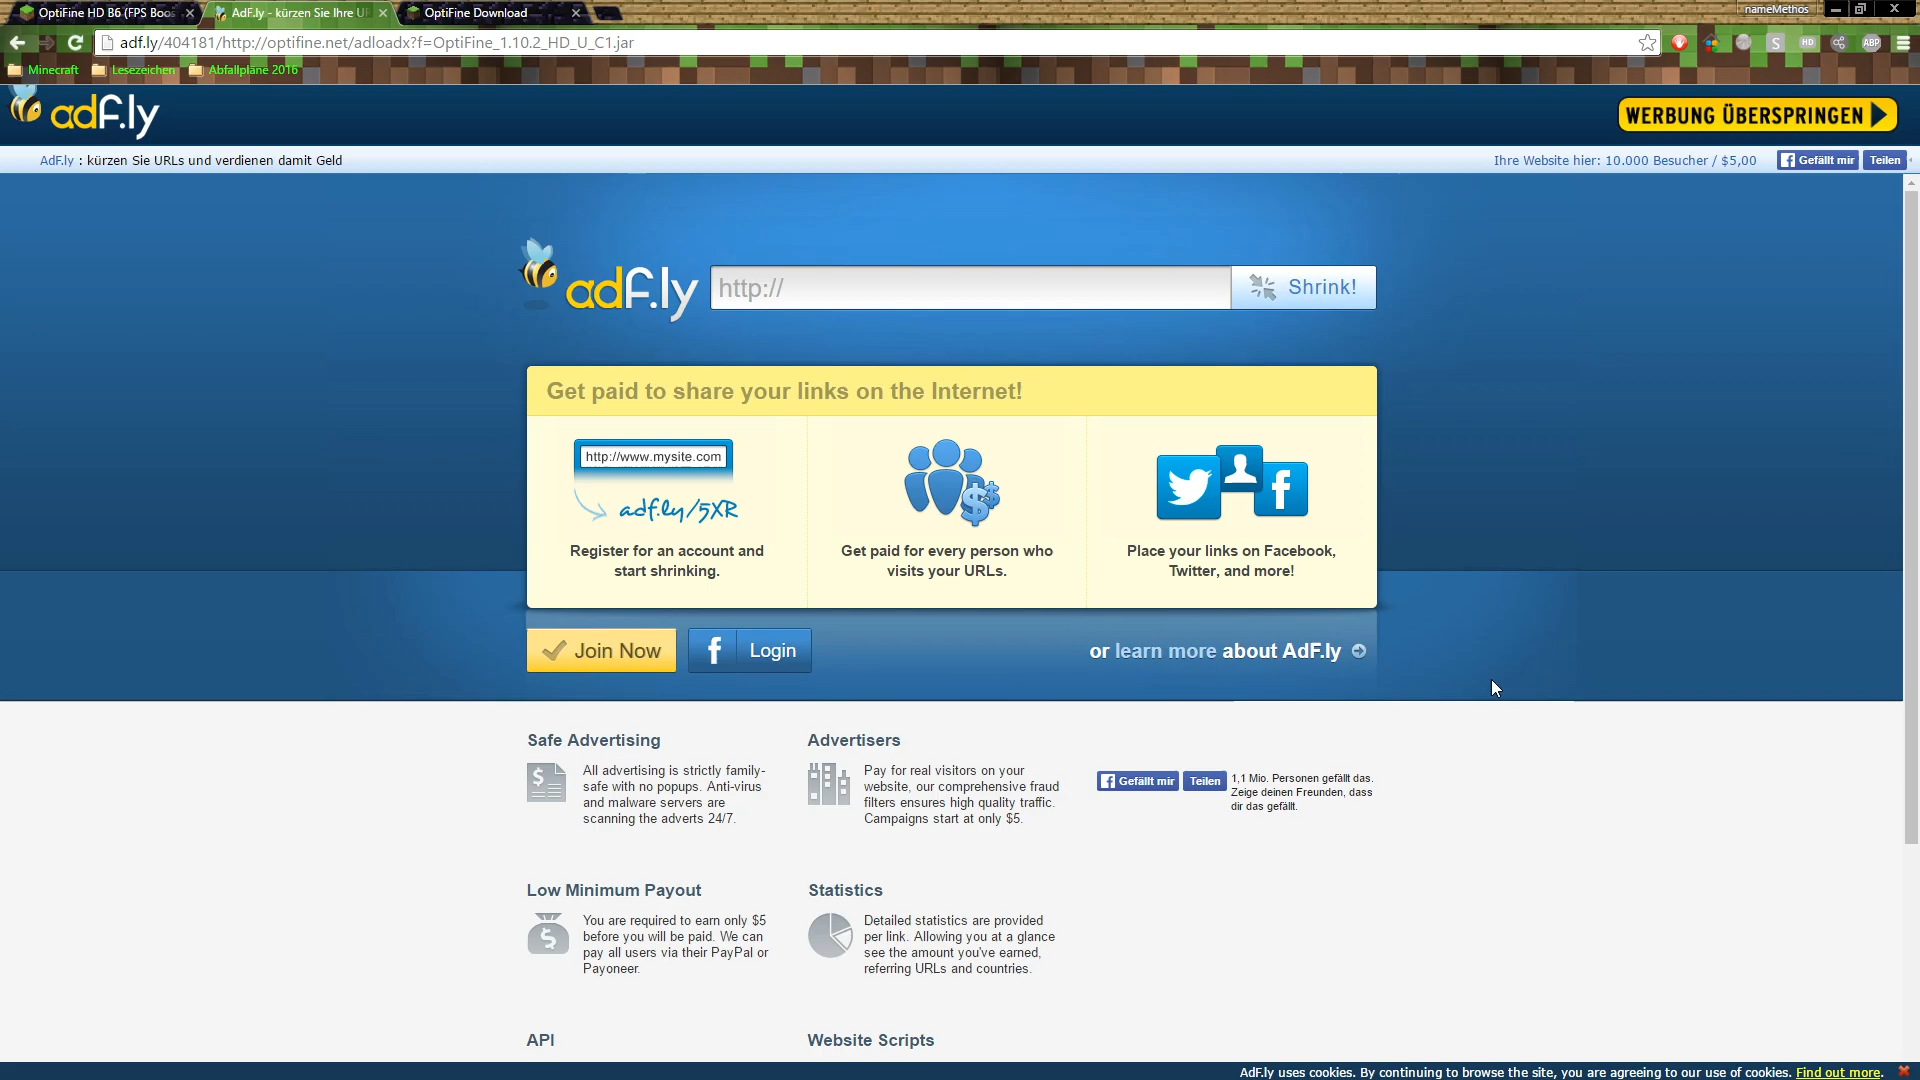 OptiFine HD B6 (FPS Boos
AdF.ly - kürzen Sie Ihre UR
OptiFine Download
nameMethos
adf.ly/404181/http://optifine.net/adloadx?f=OptiFine_1.10.2_HD_U_C1.jar
S
HD
ABP
Minecraft
Lesezeichen
Abfallpläne 2016
adf.ly
WERBUNG ÜBERSPRINGEN
AdF.ly : kürzen Sie URLs und verdienen damit Geld
Ihre Website hier: 10.000 Besucher / $5,00
Gefällt mir
Teilen
adf.ly
http://
Shrink!
Get paid to share your links on the Internet!
http://www.mysite.com
adf.ly/5XR
Register for an account and
start shrinking.
Get paid for every person who
visits your URLs.
Place your links on Facebook,
Twitter, and more!
Join Now
Login
or learn more about AdF.ly
Safe Advertising
All advertising is strictly family-
safe with no popups. Anti-virus
and malware servers are
scanning the adverts 24/7.
Advertisers
Pay for real visitors on your
website, our comprehensive fraud
filters ensures high quality traffic.
Campaigns start at only $5.
Gefällt mir
Teilen
1,1 Mio. Personen gefällt das.
Zeige deinen Freunden, dass
dir das gefällt.
Low Minimum Payout
You are required to earn only $5
before you will be paid. We can
pay all users via their PayPal or
Payoneer.
Statistics
Detailed statistics are provided
per link. Allowing you at a glance
see the amount you've earned,
referring URLs and countries.
API
Website Scripts
AdF.ly uses cookies. By continuing to browse the site, you are agreeing to our use of cookies. Find out more.